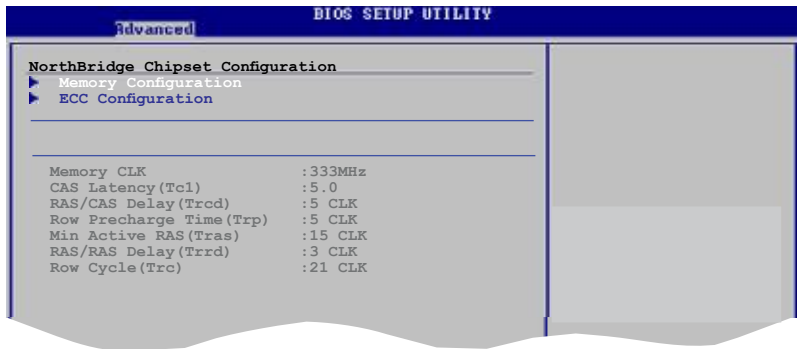 BIOS SETUP UTILITY
Advanced
NorthBridge Chipset Configuration
Memory Configuration
ECC Configuration
Memory CLK :333MHz
CAS Latency(Tcl) :5.0
RAS/CAS Delay(Trcd) :5 CLK
Row Precharge Time(Trp) :5 CLK
Min Active RAS(Tras) :15 CLK
RAS/RAS Delay(Trrd) :3 CLK
Row Cycle(Trc) :21 CLK